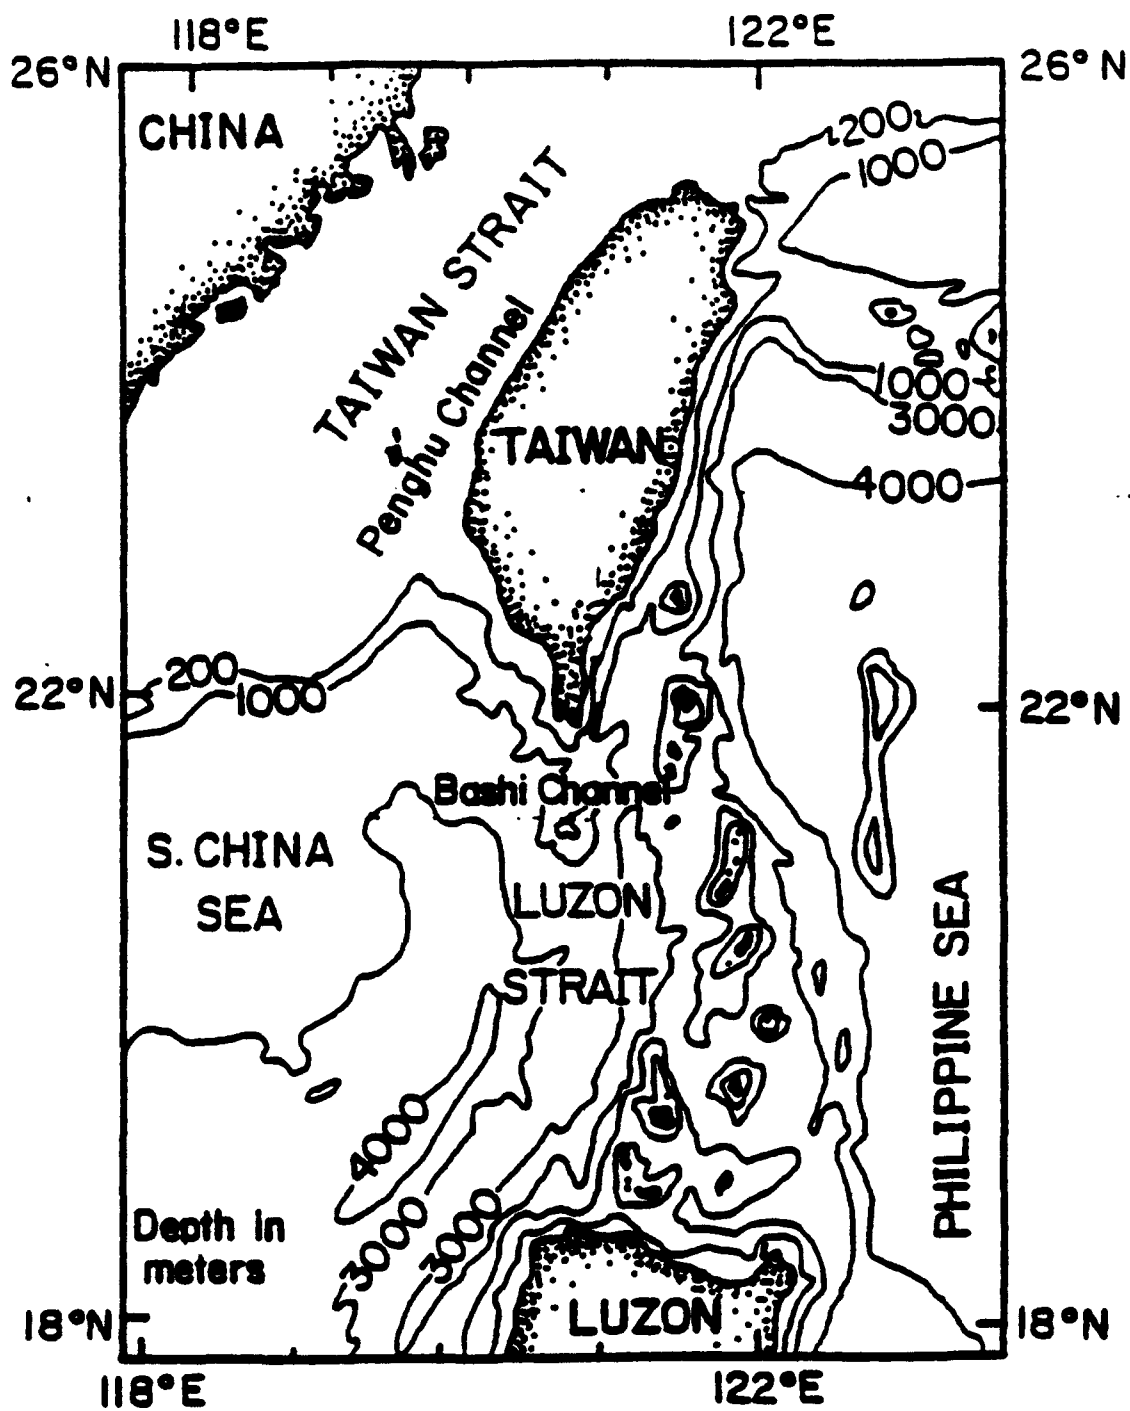 118°E
122°E
26°N
26°N
CHINA
200
1000
TAIWAN STRAIT
Penghu Channel
TAIWAN
1000
3000
4000
200
1000
22°N
22°N
Bashi Channel
S. CHINA
SEA
LUZON
STRAIT
PHILIPPINE SEA
4000
3000
3000
Depth in
meters
LUZON
18°N
18°N
118°E
122°E